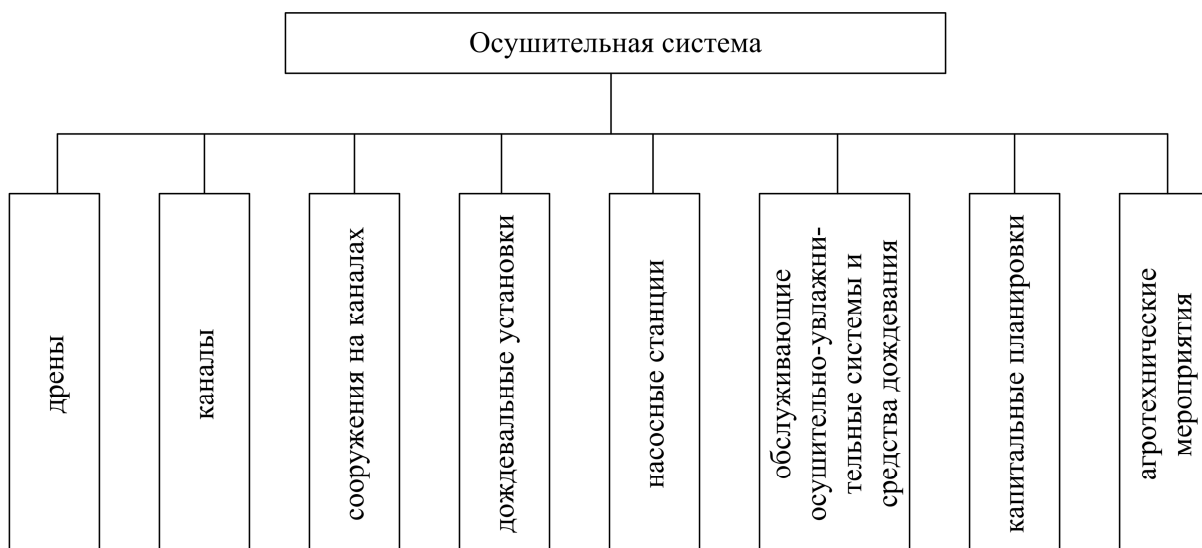 Осушительная система
дрены
каналы
сооружения на каналах
дождевальные установки
насосные станции
обслуживающие
осушительно-увлажни-
тельные системы и
средства дождевания
капитальные планировки
агротехнические
мероприятия